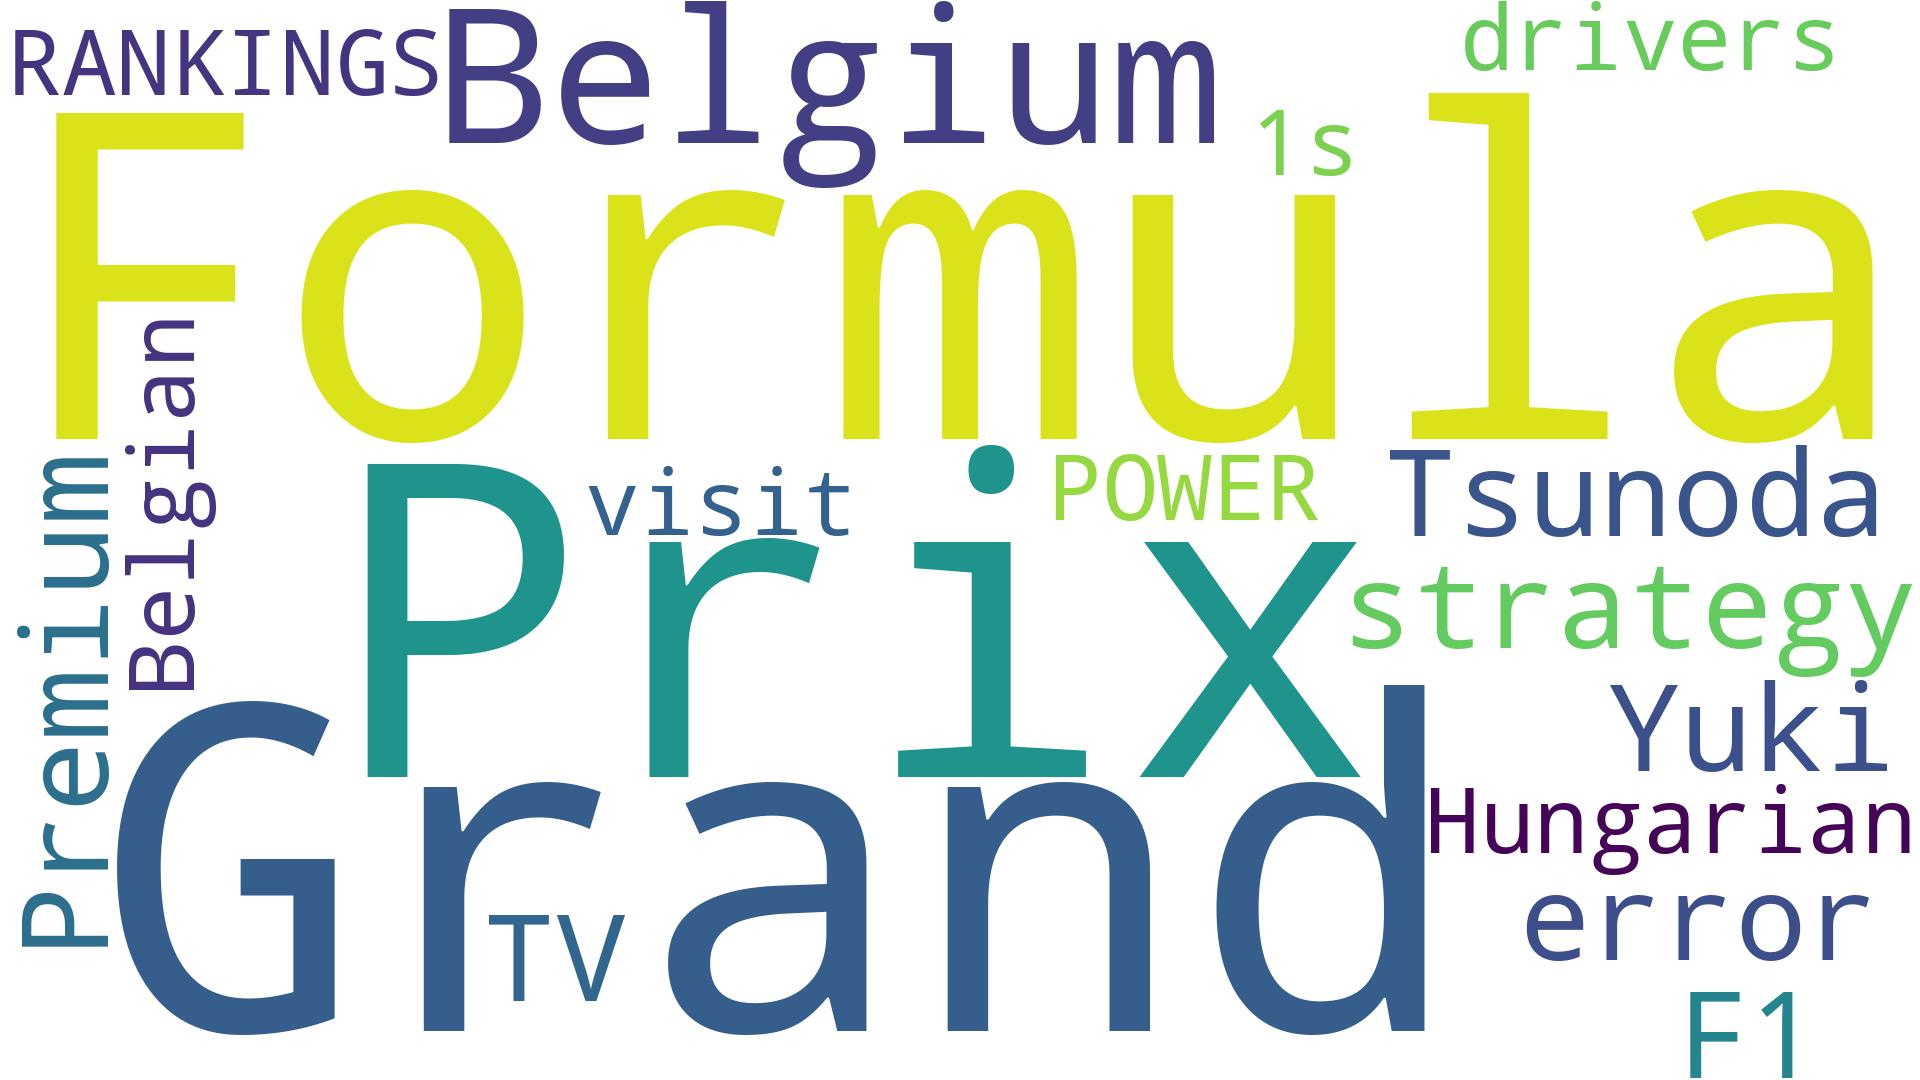 RANKINGS
Belgium
drivers
1s
Formula
Belgian
Premium
Prix
visit
POWER
Tsunoda
strategy
Yuki
Grand
Hungarian
TV
error
F1